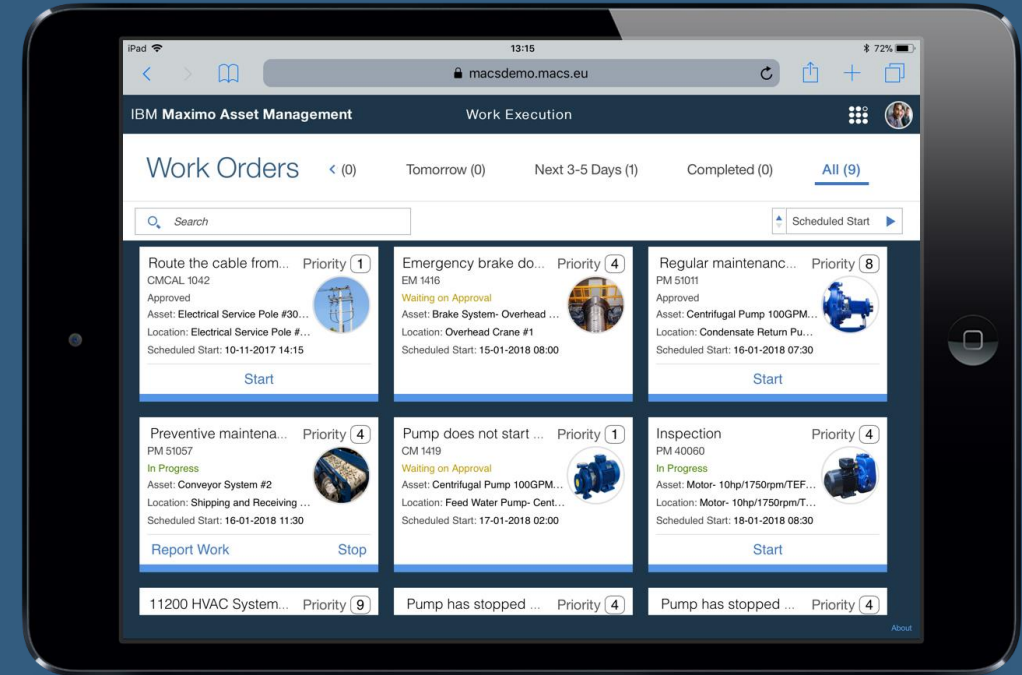 iPad 13:15 72%
macsdemo.macs.eu
IBM Maximo Asset Management Work Execution
Work Orders < (0) Tomorrow (0) Next 3-5 Days (1) Completed (0) All (9)
Search Scheduled Start
Route the cable from... Priority 1
CMCAL 1042
Approved
Asset: Electrical Service Pole #30...
Location: Electrical Service Pole #...
Scheduled Start: 10-11-2017 14:15
Start
Emergency brake do... Priority 4
EM 1416
Waiting on Approval
Asset: Brake System- Overhead ...
Location: Overhead Crane #1
Scheduled Start: 15-01-2018 08:00
Regular maintenanc... Priority 8
PM 51011
Approved
Asset: Centrifugal Pump 100GPM...
Location: Condensate Return Pu...
Scheduled Start: 16-01-2018 07:30
Start
Preventive maintena... Priority 4
PM 51057
In Progress
Asset: Conveyor System #2
Location: Shipping and Receiving ...
Scheduled Start: 16-01-2018 11:30
Report Work Stop
Pump does not start ... Priority 1
CM 1419
Waiting on Approval
Asset: Centrifugal Pump 100GPM...
Location: Feed Water Pump- Cent...
Scheduled Start: 17-01-2018 02:00
Inspection Priority 4
PM 40060
In Progress
Asset: Motor- 10hp/1750rpm/TEF...
Location: Motor- 10hp/1750rpm/T...
Scheduled Start: 18-01-2018 08:30
Start
11200 HVAC System... Priority 9
Pump has stopped ... Priority 4
Pump has stopped ... Priority 4
About